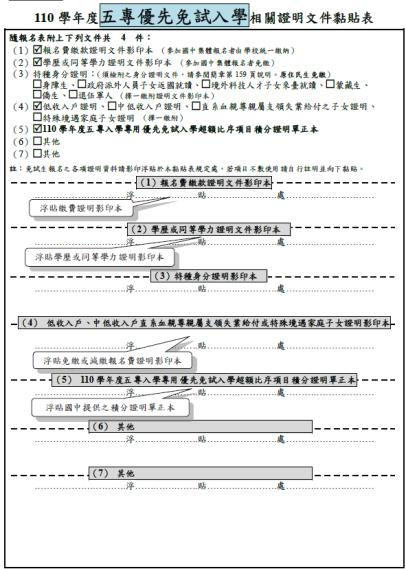 110 學年度五專優先免試入學相關證明文件黏貼表
隨報名表附上下列文件共 4 件：
(1) ☑報名費繳款證明文件影印本 (參加國中集體報名者由學校統一繳納)
(2) ☑學歷或同等學力證明文件影印本 (參加國中集體報名者免繳)
(3) 特種身分證明：(須檢附之身分證明文件，請參閱簡章第 159 頁說明，原住民生免繳)
□身障生、□政府派外人員子女返國就讀、□境外科技人才子女來臺就讀、□蒙藏生、
□僑生、□退伍軍人 (擇一繳附證明文件影印本)
(4) ☑低收入戶證明、□中低收入戶證明、□直系血親尊親屬支領失業給付之子女證明、
□特殊境遇家庭子女證明 (擇一繳附)
(5) ☑110學年度五專入學專用優先免試入學超額比序項目積分證明單正本
(6) □其他
(7) □其他
註：免試生報名之各項證明資料請影印浮貼於本黏貼表規定處，若項目不敷使用請自行註明並向下黏貼。
(1) 報名費繳款證明文件影印本
浮 貼 處
浮貼繳費證明影印本
(2) 學歷或同等學力證明文件影印本
浮 貼 處
浮貼學歷或同等學力證明影印本
(3) 特種身分證明影印本
浮 貼 處
(4) 低收入戶、中低收入戶直系血親尊親屬支領失業給付或特殊境遇家庭子女證明影印本
浮 貼 處
浮貼免繳或減繳報名費證明影印本
(5) 110 學年度五專入學專用優先免試入學超額比序項目積分證明單正本
浮 貼 處
浮貼國中提供之積分證明單正本
(6) 其他
浮 貼 處
(7) 其他
浮 貼 處